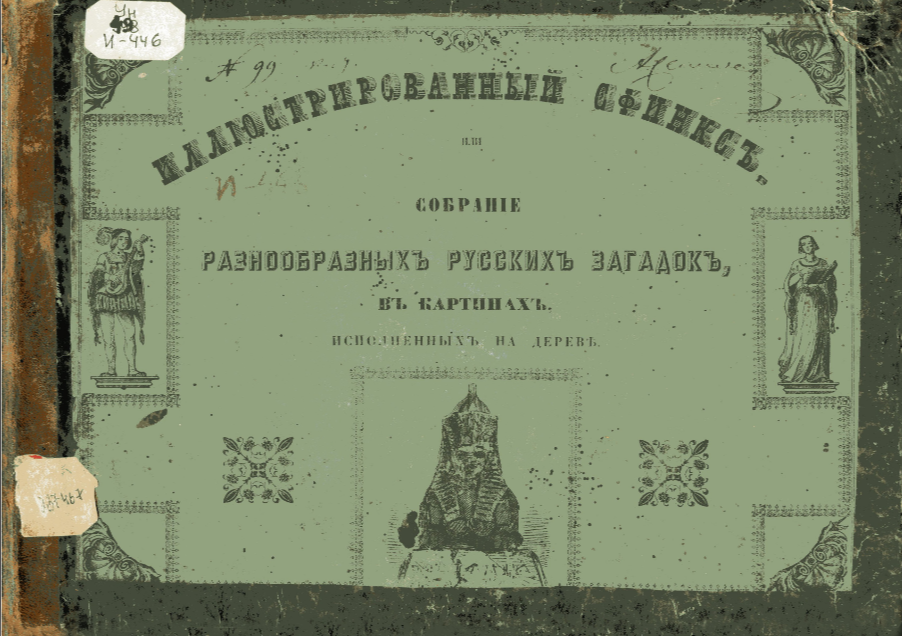 УН
И-446
№ 99
ИЛЛЮСТРИРОВАННЫЙ СФИНКСЪ,
ИЛИ
СОБРАНІЕ
РАЗНООБРАЗНЫХЪ РУССКИХЪ ЗАГАДОКЪ,
ВЪ КАРТИНАХЪ.
ИСПОЛНЕННЫХЪ НА ДЕРЕВѢ.